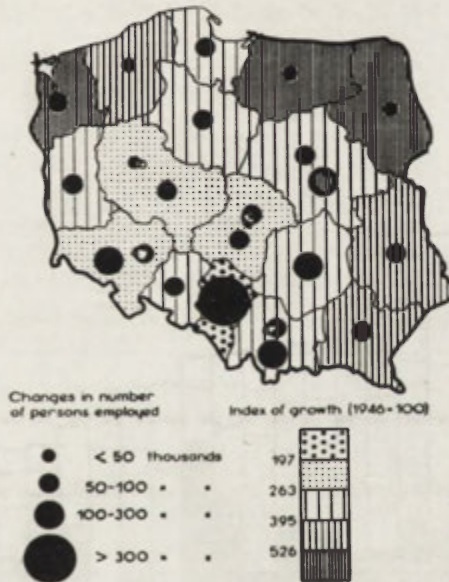 Changes in number
of persons employed
< 50 thousands
50-100 " "
100-300 " "
> 300 " "
Index of growth (1946=100)
197
263
395
526